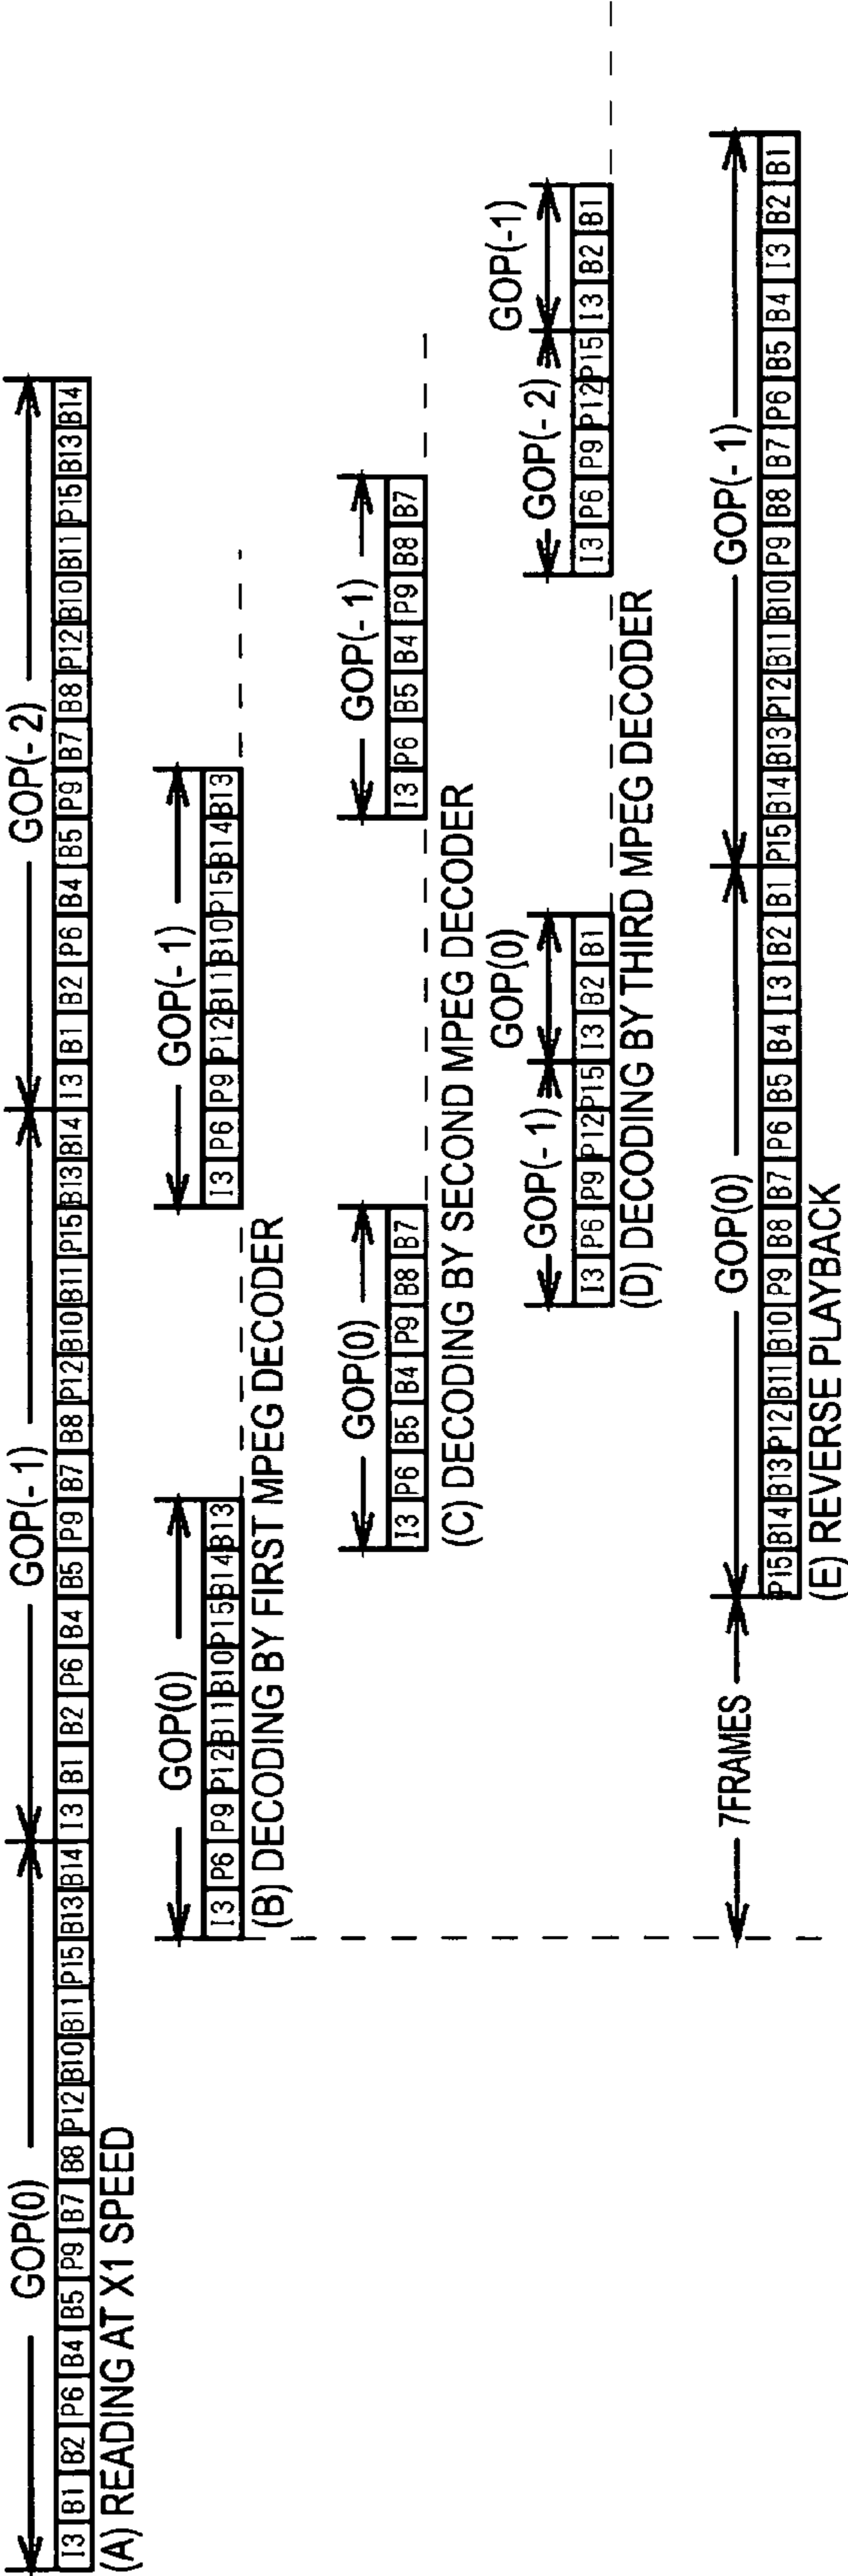 GOP(0) GOP(-1) GOP(-2)
I3 B1 B2 P6 B4 B5 P9 B7 B8 P12 B10 B11 P15 B13 B14 I3 B1 B2 P6 B4 B5 P9 B7 B8 P12 B10 B11 P15 B13 B14 I3 B1 B2 P6 B4 B5 P9 B7 B8 P12 B10 B11 P15 B13 B14
(A) READING AT X1 SPEED
GOP(0) GOP(-1)
I3 P6 P9 P12 B11 B10 P15 B14 B13 I3 P6 P9 P12 B11 B10 P15 B14 B13
(B) DECODING BY FIRST MPEG DECODER
GOP(0) GOP(-1)
I3 P6 B5 B4 P9 B8 B7 I3 P6 B5 B4 P9 B8 B7
(C) DECODING BY SECOND MPEG DECODER
GOP(-1) GOP(0) GOP(-2) GOP(-1)
I3 P6 P9 P12 P15 I3 B2 B1 I3 P6 P9 P12 P15 I3 B2 B1
(D) DECODING BY THIRD MPEG DECODER
7FRAMES GOP(0) GOP(-1)
P15 B14 B13 P12 B11 B10 P9 B8 B7 P6 B5 B4 I3 B2 B1 P15 B14 B13 P12 B11 B10 P9 B8 B7 P6 B5 B4 I3 B2 B1
(E) REVERSE PLAYBACK